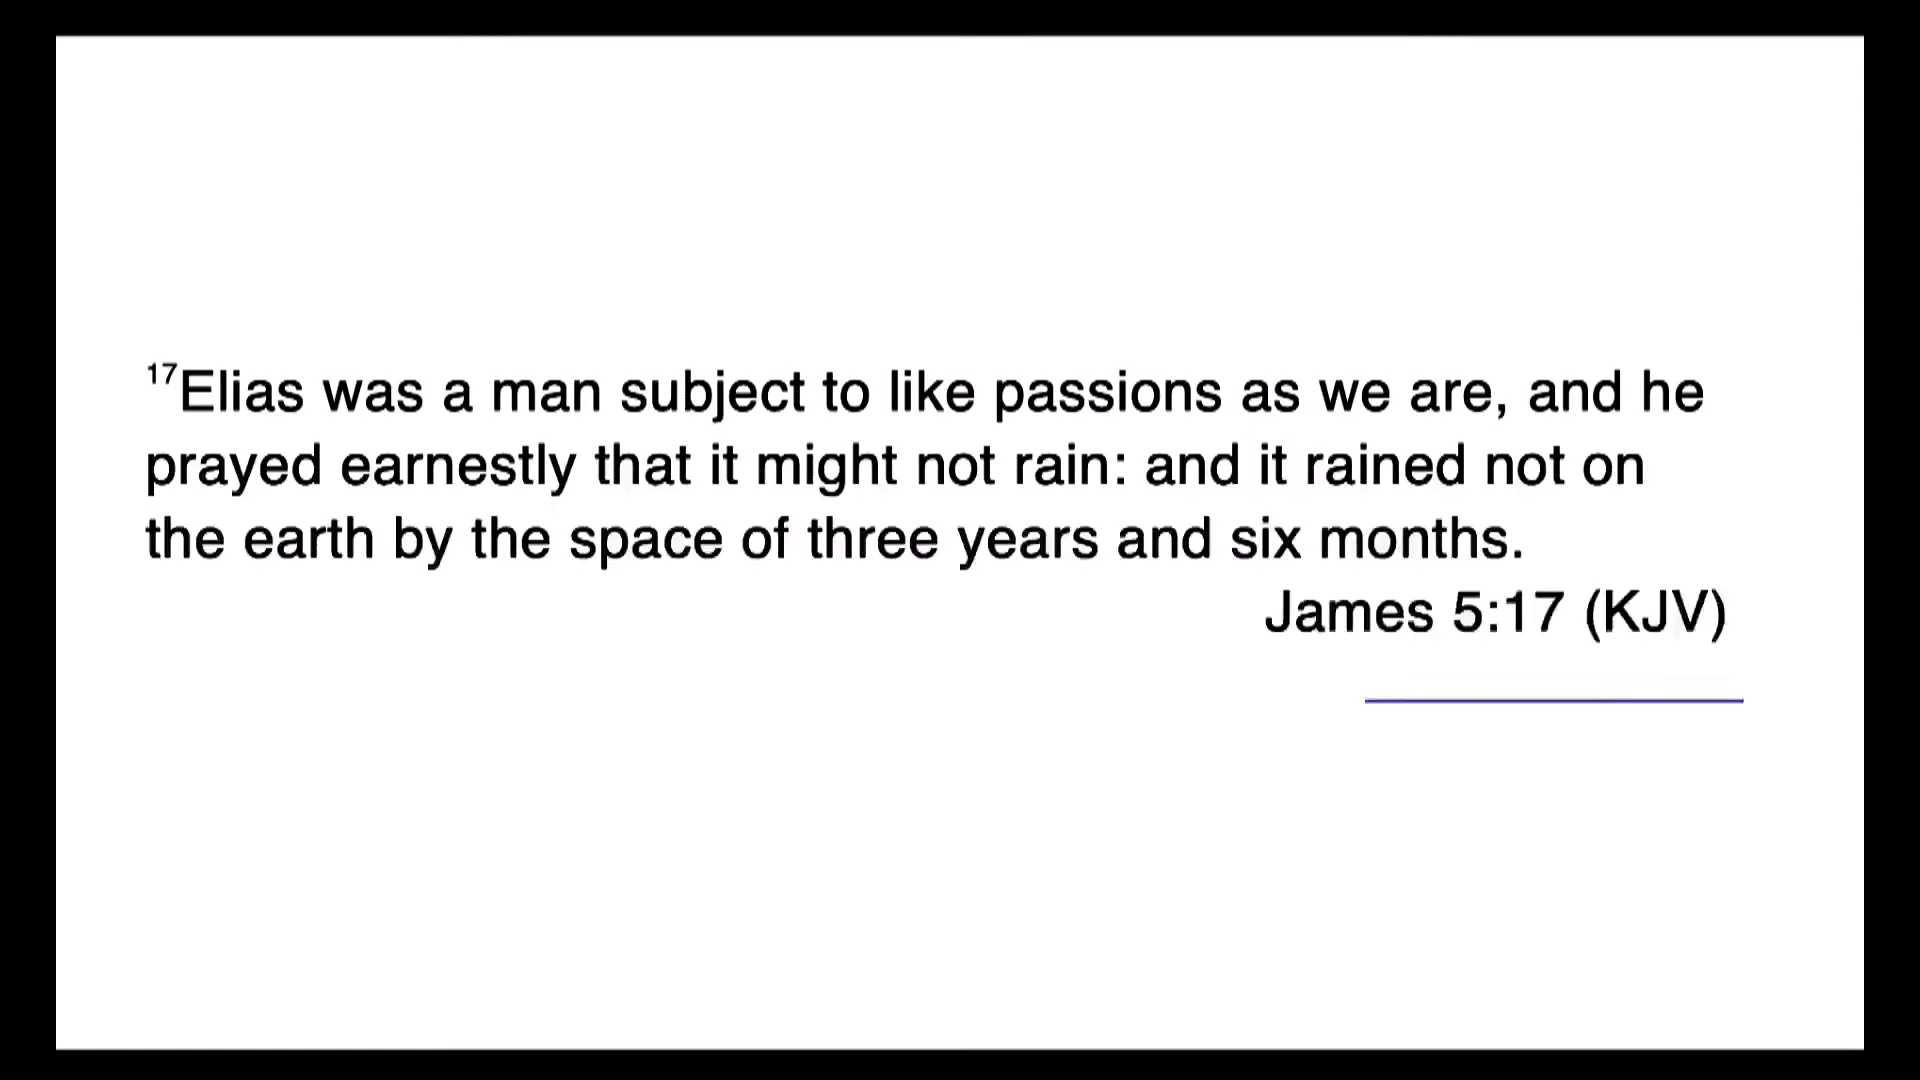 17Elias was a man subject to like passions as we are, and he
prayed earnestly that it might not rain: and it rained not on
the earth by the space of three years and six months.
James 5:17 (KJV)